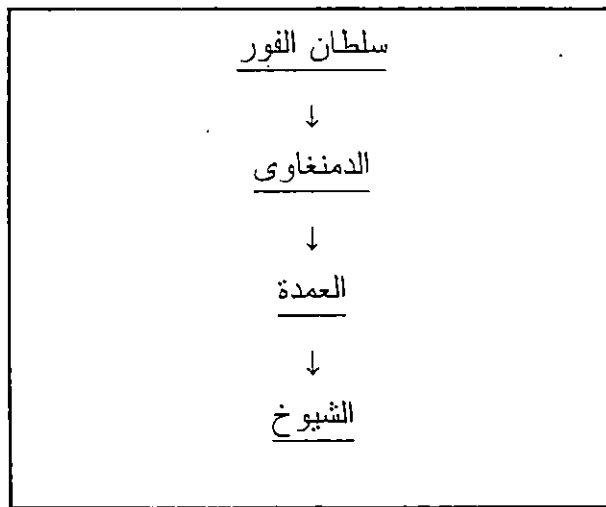 سلطان الفور
↓
الدمنغاوى
↓
العمدة
↓
الشيوخ